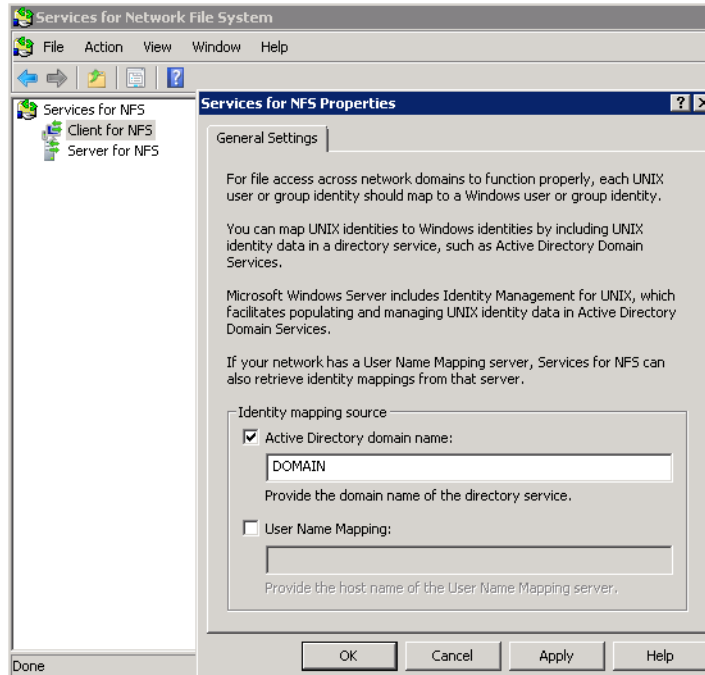 Services for Network File System
File Action View Window Help
Services for NFS
Client for NFS
Server for NFS
Services for NFS Properties
General Settings
For file access across network domains to function properly, each UNIX
user or group identity should map to a Windows user or group identity.
You can map UNIX identities to Windows identities by including UNIX
identity data in a directory service, such as Active Directory Domain
Services.
Microsoft Windows Server includes Identity Management for UNIX, which
facilitates populating and managing UNIX identity data in Active Directory
Domain Services.
If your network has a User Name Mapping server, Services for NFS can
also retrieve identity mappings from that server.
Identity mapping source
Active Directory domain name:
DOMAIN
Provide the domain name of the directory service.
User Name Mapping:
Provide the host name of the User Name Mapping server.
OK Cancel Apply Help
Done